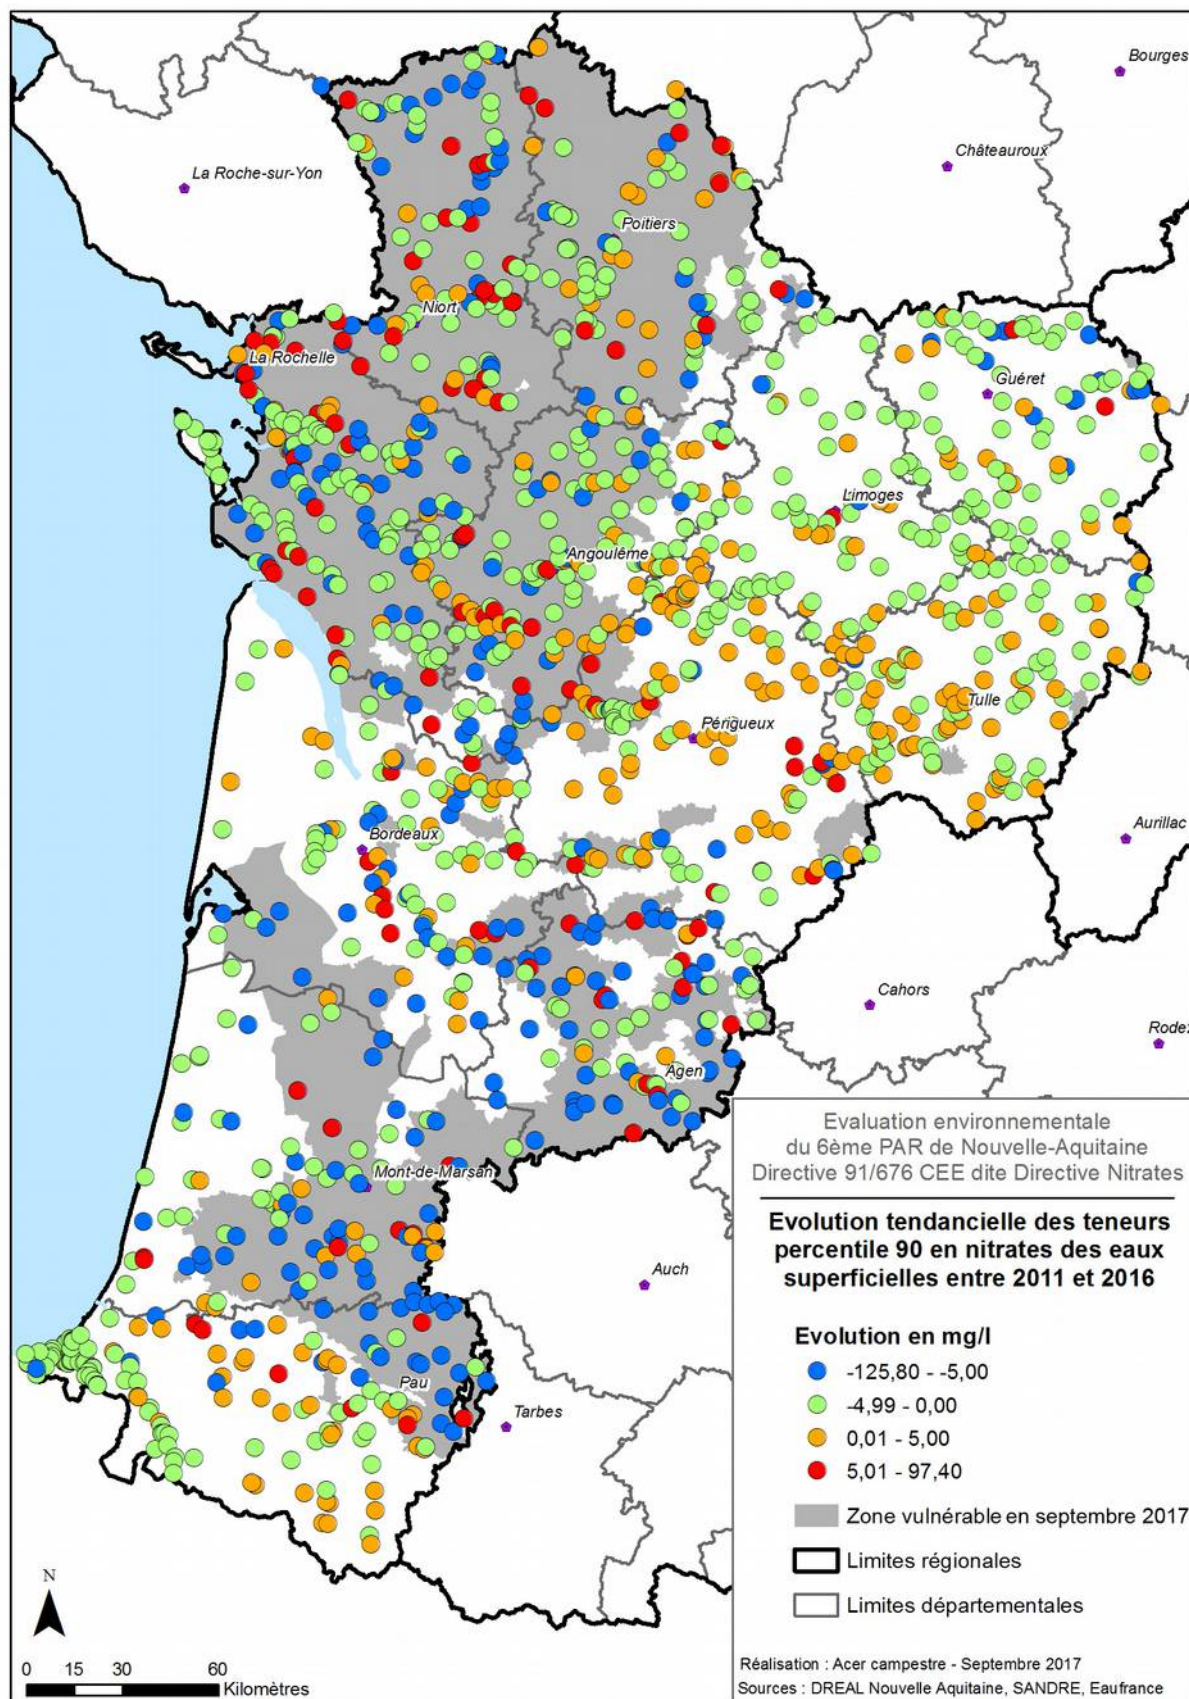 Bourges
Châteauroux
La Roche-sur-Yon
Poitiers
Niort
La Rochelle
Guéret
Limoges
Angoulême
Tulle
Périgueux
Aurillac
Bordeaux
Cahors
Rodez
Agen
Mont-de-Marsan
Auch
Pau
Tarbes
Evaluation environnementale
du 6ème PAR de Nouvelle-Aquitaine
Directive 91/676 CEE dite Directive Nitrates
Evolution tendancielle des teneurs
percentile 90 en nitrates des eaux
superficielles entre 2011 et 2016
Evolution en mg/l
-125,80 - -5,00
-4,99 - 0,00
0,01 - 5,00
5,01 - 97,40
Zone vulnérable en septembre 2017
Limites régionales
Limites départementales
N
0 15 30 60
Kilomètres
Réalisation : Acer campestre - Septembre 2017
Sources : DREAL Nouvelle Aquitaine, SANDRE, Eaufrance